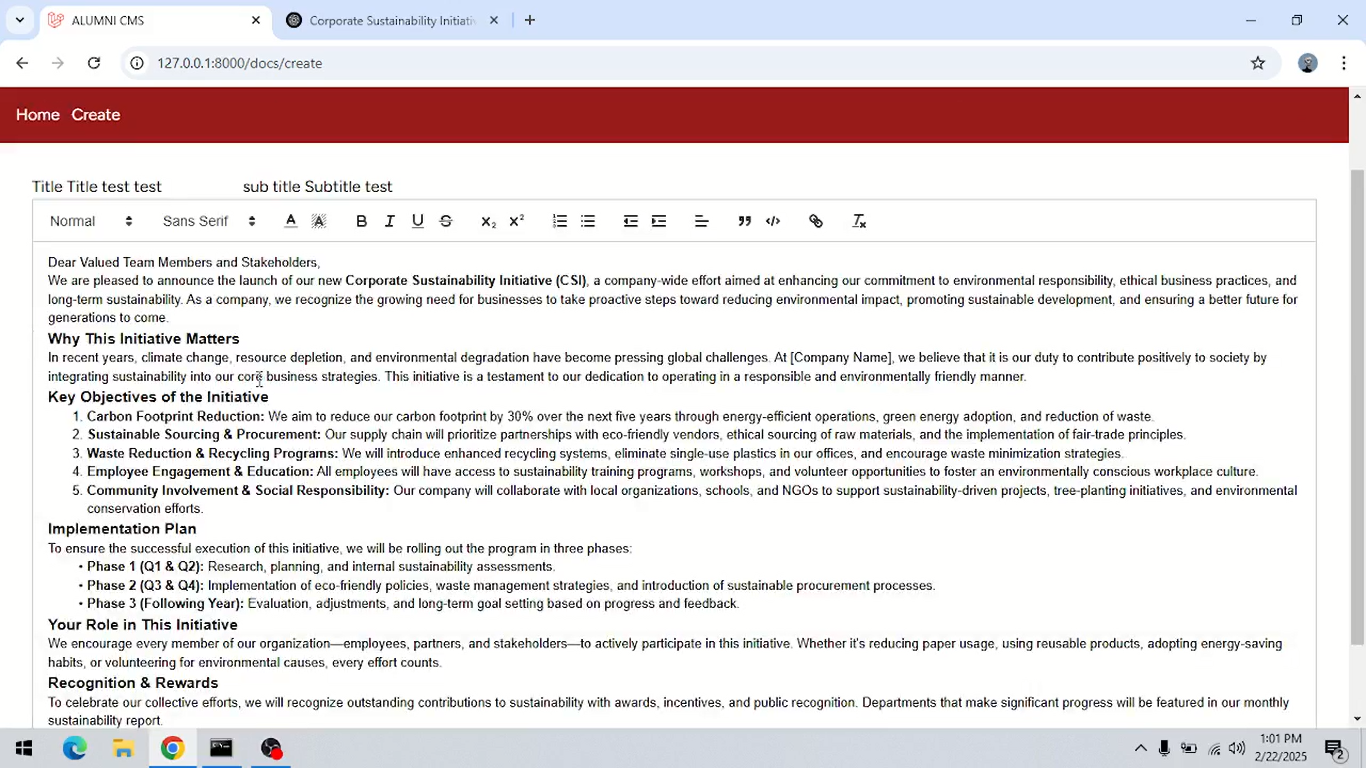 ALUMNI CMS
Corporate Sustainability Initiativ
127.0.0.1:8000/docs/create
Home Create
Title Title test test sub title Subtitle test
Normal Sans Serif
Dear Valued Team Members and Stakeholders,
We are pleased to announce the launch of our new Corporate Sustainability Initiative (CSI), a company-wide effort aimed at enhancing our commitment to environmental responsibility, ethical business practices, and
long-term sustainability. As a company, we recognize the growing need for businesses to take proactive steps toward reducing environmental impact, promoting sustainable development, and ensuring a better future for
generations to come.
Why This Initiative Matters
In recent years, climate change, resource depletion, and environmental degradation have become pressing global challenges. At [Company Name], we believe that it is our duty to contribute positively to society by
integrating sustainability into our core business strategies. This initiative is a testament to our dedication to operating in a responsible and environmentally friendly manner.
Key Objectives of the Initiative
1. Carbon Footprint Reduction: We aim to reduce our carbon footprint by 30% over the next five years through energy-efficient operations, green energy adoption, and reduction of waste.
2. Sustainable Sourcing & Procurement: Our supply chain will prioritize partnerships with eco-friendly vendors, ethical sourcing of raw materials, and the implementation of fair-trade principles.
3. Waste Reduction & Recycling Programs: We will introduce enhanced recycling systems, eliminate single-use plastics in our offices, and encourage waste minimization strategies.
4. Employee Engagement & Education: All employees will have access to sustainability training programs, workshops, and volunteer opportunities to foster an environmentally conscious workplace culture.
5. Community Involvement & Social Responsibility: Our company will collaborate with local organizations, schools, and NGOs to support sustainability-driven projects, tree-planting initiatives, and environmental
conservation efforts.
Implementation Plan
To ensure the successful execution of this initiative, we will be rolling out the program in three phases:
• Phase 1 (Q1 & Q2): Research, planning, and internal sustainability assessments.
• Phase 2 (Q3 & Q4): Implementation of eco-friendly policies, waste management strategies, and introduction of sustainable procurement processes.
• Phase 3 (Following Year): Evaluation, adjustments, and long-term goal setting based on progress and feedback.
Your Role in This Initiative
We encourage every member of our organization—employees, partners, and stakeholders—to actively participate in this initiative. Whether it's reducing paper usage, using reusable products, adopting energy-saving
habits, or volunteering for environmental causes, every effort counts.
Recognition & Rewards
To celebrate our collective efforts, we will recognize outstanding contributions to sustainability with awards, incentives, and public recognition. Departments that make significant progress will be featured in our monthly
sustainability report.
1:01 PM
2/22/2025
2